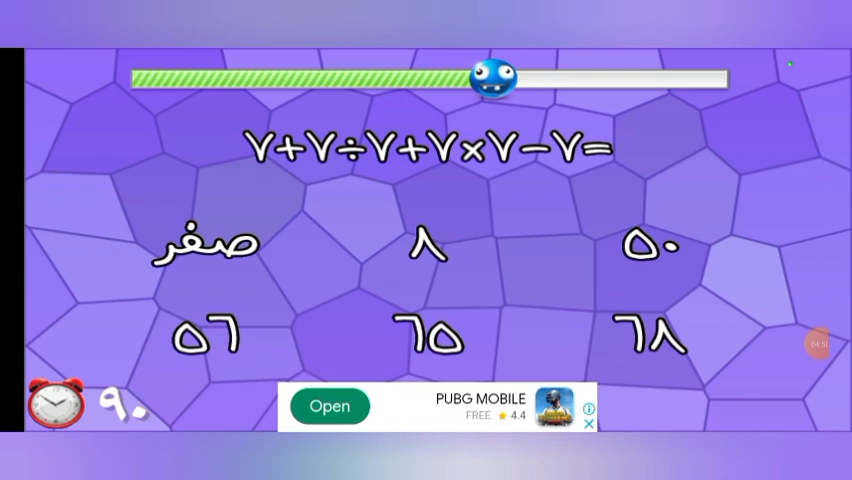 ٧+٧÷٧+٧×٧−٧=
صفر ٨ ٥٠
٥٦ ٦٥ ٦٨
٩٠
Open
PUBG MOBILE
FREE ★ 4.4